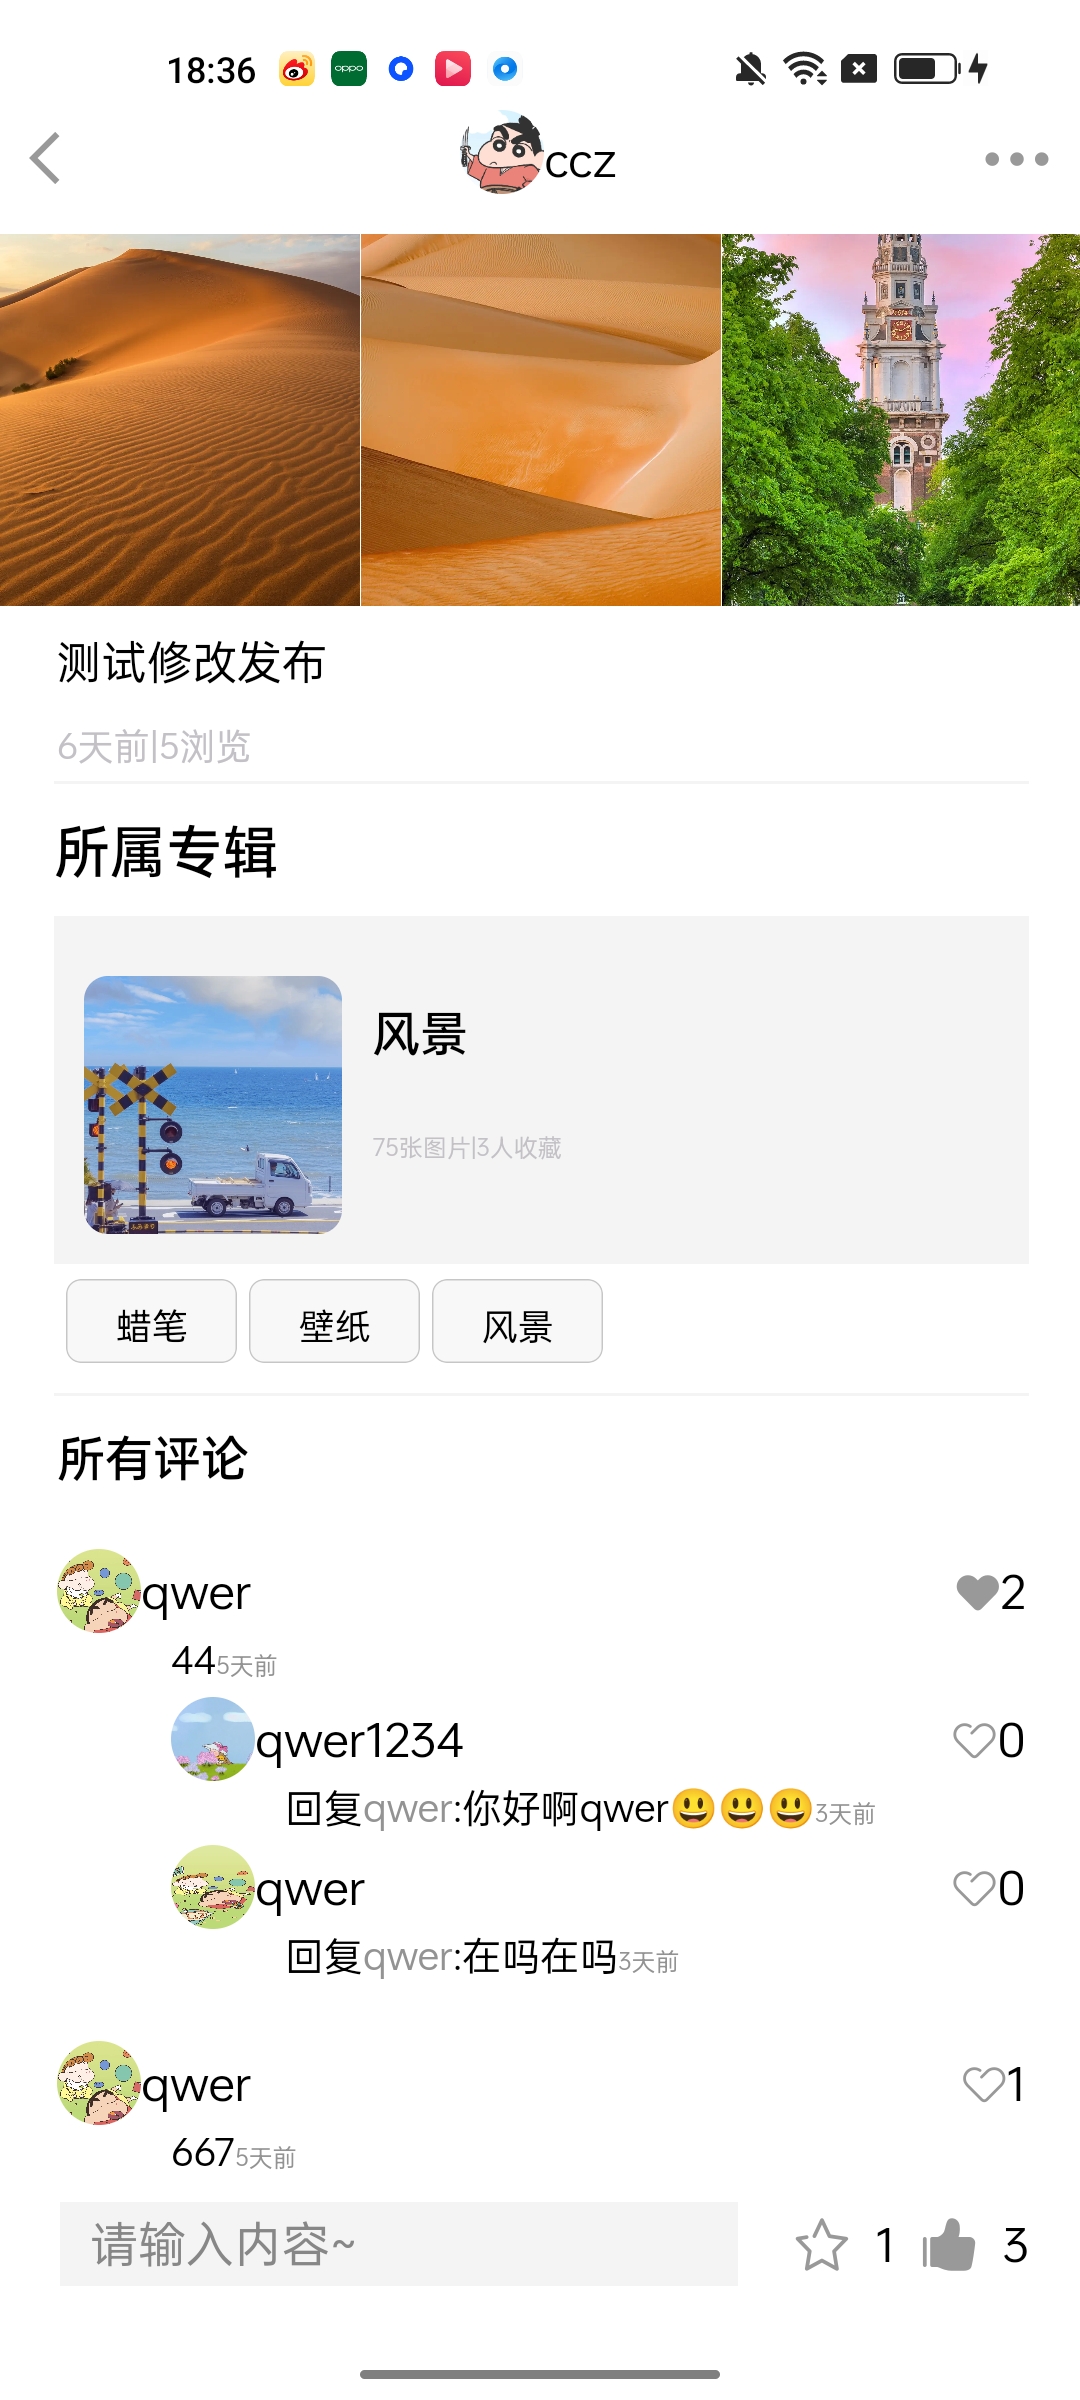 18:36
oppo
ccz
测试修改发布
6天前|5浏览
所属专辑
风景
75张图片|3人收藏
蜡笔 壁纸 风景
所有评论
qwer 2
44 5天前
qwer1234 0
回复qwer:你好啊qwer😃😃😃 3天前
qwer 0
回复qwer:在吗在吗 3天前
qwer 1
667 5天前
请输入内容~ 1 3